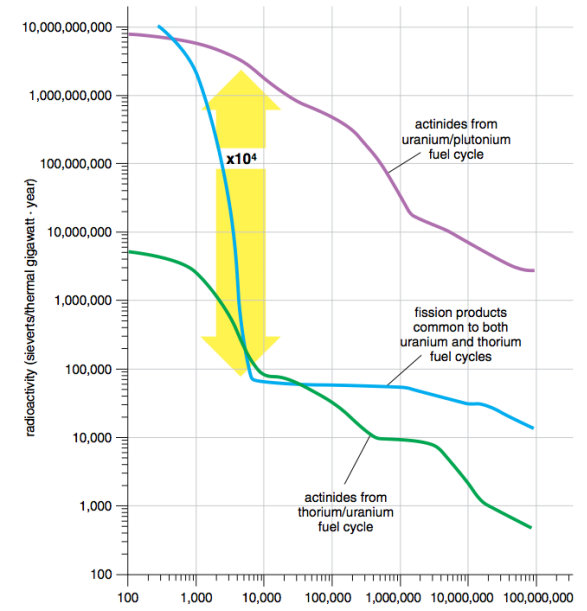 radioactivity (sieverts/thermal gigawatt - year)
10,000,000,000
1,000,000,000
100,000,000
10,000,000
1,000,000
100,000
10,000
1,000
100
x10⁴
actinides from
uranium/plutonium
fuel cycle
fission products
common to both
uranium and thorium
fuel cycles
actinides from
thorium/uranium
fuel cycle
100 1,000 10,000 100,000 1,000,000 10,000,000 100,000,000